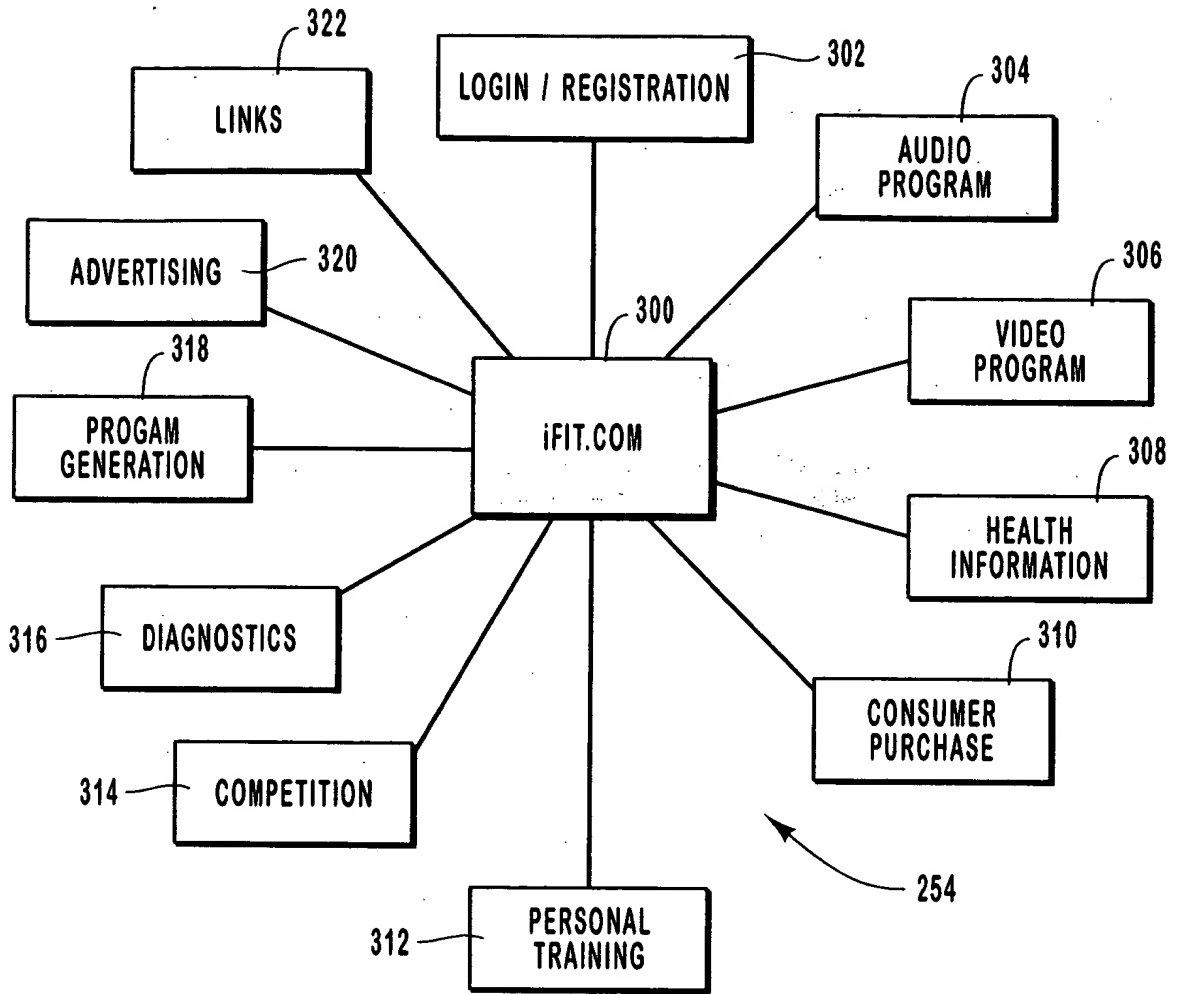 322
LINKS
302
LOGIN / REGISTRATION
304
AUDIO
PROGRAM
ADVERTISING
320
306
VIDEO
PROGRAM
300
iFIT.COM
318
PROGAM
GENERATION
308
HEALTH
INFORMATION
316
DIAGNOSTICS
310
CONSUMER
PURCHASE
314
COMPETITION
254
312
PERSONAL
TRAINING